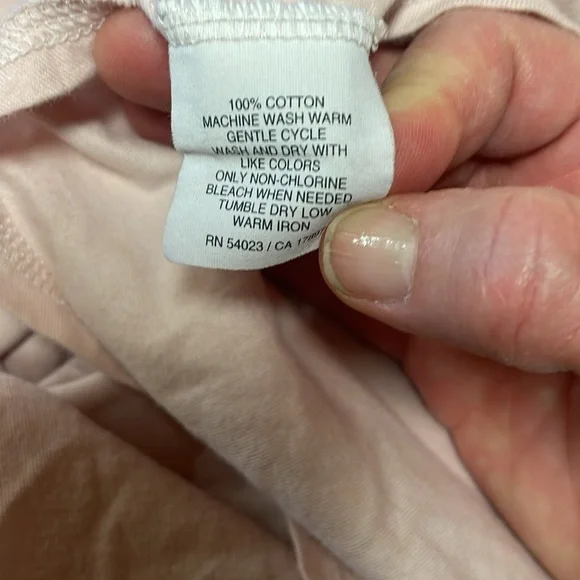 100% COTTON
MACHINE WASH WARM
GENTLE CYCLE
WASH AND DRY WITH
LIKE COLORS
ONLY NON-CHLORINE
BLEACH WHEN NEEDED
TUMBLE DRY LOW
WARM IRON
RN 54023 / CA